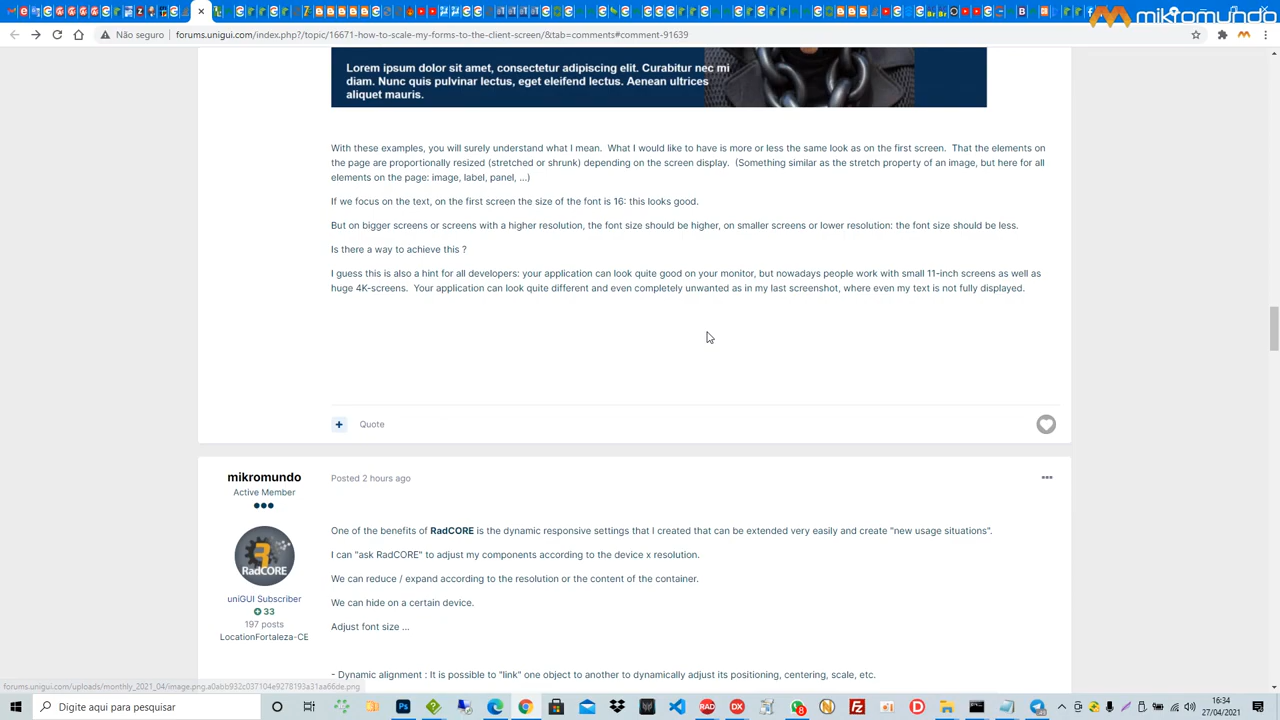 mikromundo
Não seguro | forums.unigui.com/index.php?/topic/16671-how-to-scale-my-forms-to-the-client-screen/&tab=comments#comment-91639
Lorem ipsum dolor sit amet, consectetur adipiscing elit. Curabitur nec mi
diam. Nunc quis pulvinar lectus, eget eleifend lectus. Aenean ultrices
aliquet mauris.
With these examples, you will surely understand what I mean. What I would like to have is more or less the same look as on the first screen. That the elements on
the page are proportionally resized (stretched or shrunk) depending on the screen display. (Something similar as the stretch property of an image, but here for all
elements on the page: image, label, panel, ...)
If we focus on the text, on the first screen the size of the font is 16: this looks good.
But on bigger screens or screens with a higher resolution, the font size should be higher, on smaller screens or lower resolution: the font size should be less.
Is there a way to achieve this ?
I guess this is also a hint for all developers: your application can look quite good on your monitor, but nowadays people work with small 11-inch screens as well as
huge 4K-screens. Your application can look quite different and even completely unwanted as in my last screenshot, where even my text is not fully displayed.
+ Quote
mikromundo
Active Member
RadCORE
uniGUI Subscriber
33
197 posts
LocationFortaleza-CE
Posted 2 hours ago
One of the benefits of RadCORE is the dynamic responsive settings that I created that can be extended very easily and create "new usage situations".
I can "ask RadCORE" to adjust my components according to the device x resolution.
We can reduce / expand according to the resolution or the content of the container.
We can hide on a certain device.
Adjust font size ...
- Dynamic alignment : It is possible to "link" one object to another to dynamically adjust its positioning, centering, scale, etc.
forums.unigui.com/uploads/monthly_2021_04/image.png.a0abb932c037104e9278193a31aa66de.png
Digite aqui para pesquisar
16:34
27/04/2021